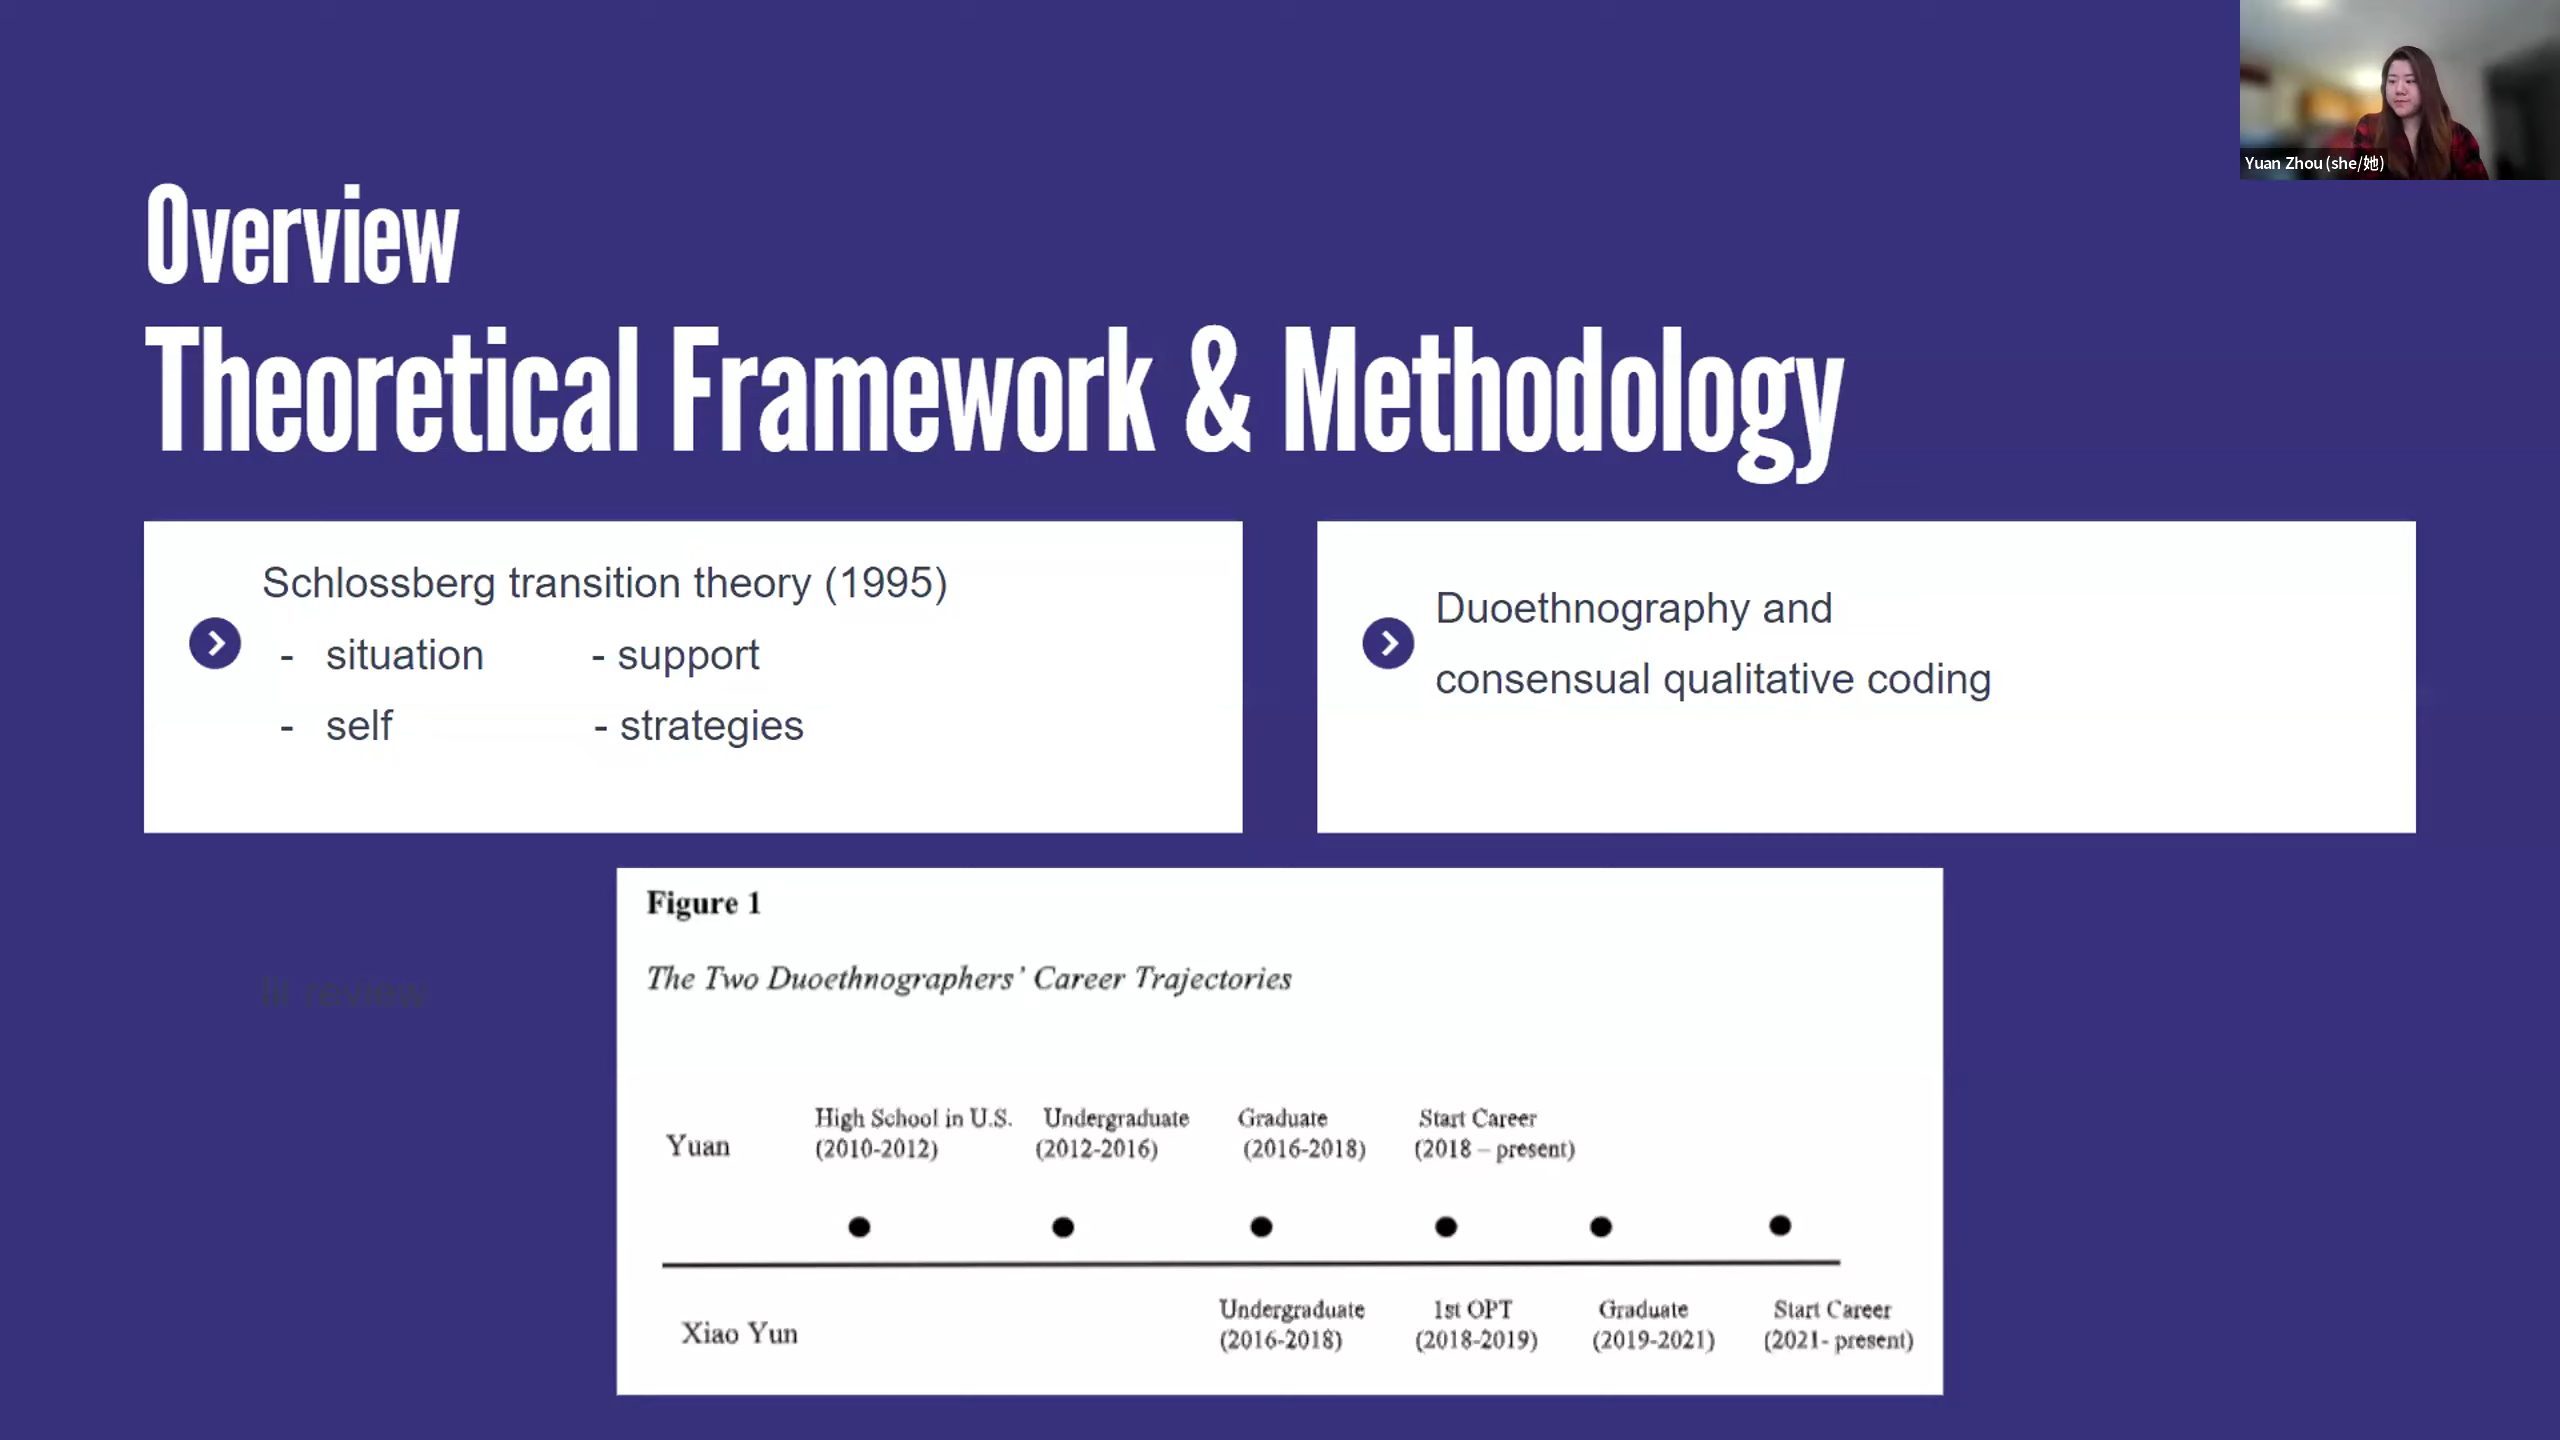 Yuan Zhou (she/她)
Overview
Theoretical Framework & Methodology
Schlossberg transition theory (1995)
- situation - support
- self - strategies
Duoethnography and
consensual qualitative coding
lit review
Figure 1
The Two Duoethnographers' Career Trajectories
Yuan
High School in U.S.
(2010-2012)
Undergraduate
(2012-2016)
Graduate
(2016-2018)
Start Career
(2018 – present)
Xiao Yun
Undergraduate
(2016-2018)
1st OPT
(2018-2019)
Graduate
(2019-2021)
Start Career
(2021- present)